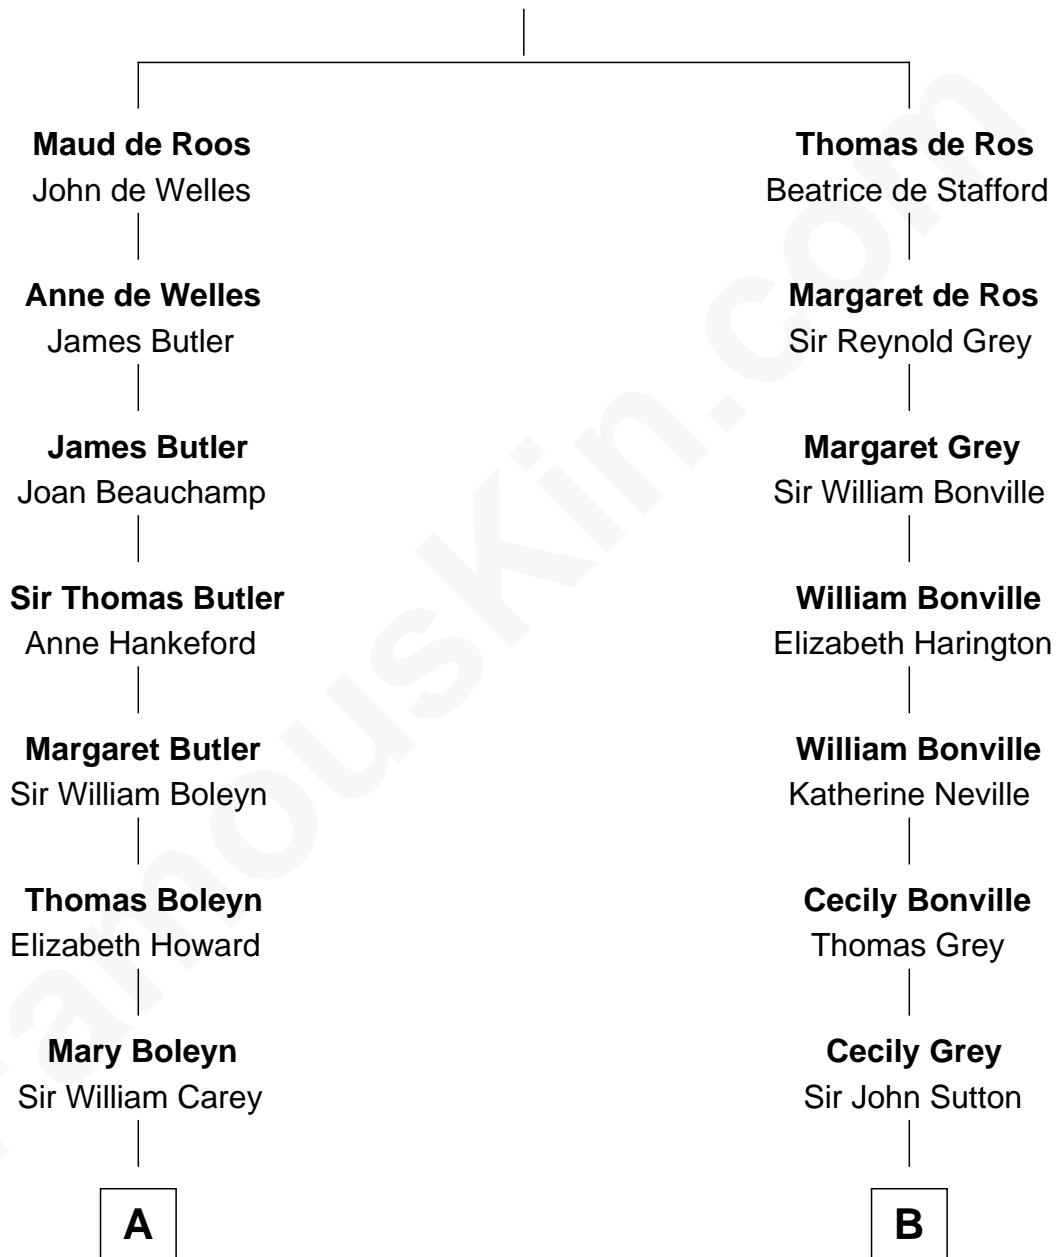 Maud de Roos
John de Welles
Thomas de Ros
Beatrice de Stafford
Anne de Welles
James Butler
Margaret de Ros
Sir Reynold Grey
James Butler
Joan Beauchamp
Margaret Grey
Sir William Bonville
Sir Thomas Butler
Anne Hankeford
William Bonville
Elizabeth Harington
Margaret Butler
Sir William Boleyn
William Bonville
Katherine Neville
Thomas Boleyn
Elizabeth Howard
Cecily Bonville
Thomas Grey
Mary Boleyn
Sir William Carey
Cecily Grey
Sir John Sutton
A
B
FamousKin.com